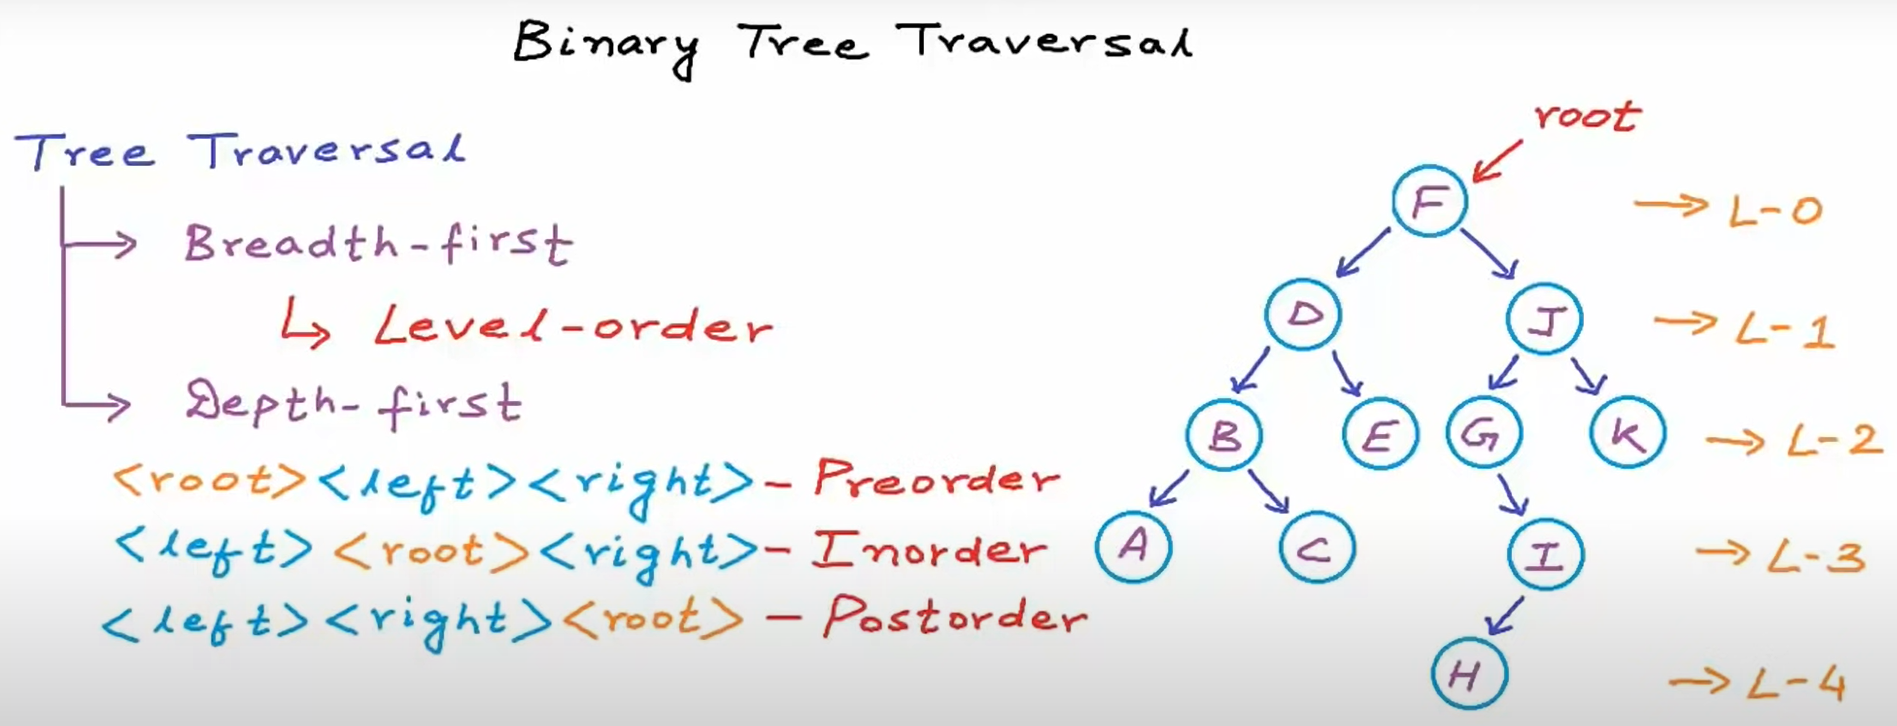 Binary Tree Traversal
Tree Traversal
Breadth-first
Level-order
Depth-first
<root><left><right> - Preorder
<left><root><right> - Inorder
<left><right><root> - Postorder
root
F → L-0
D J → L-1
B E G K → L-2
A C I → L-3
H → L-4